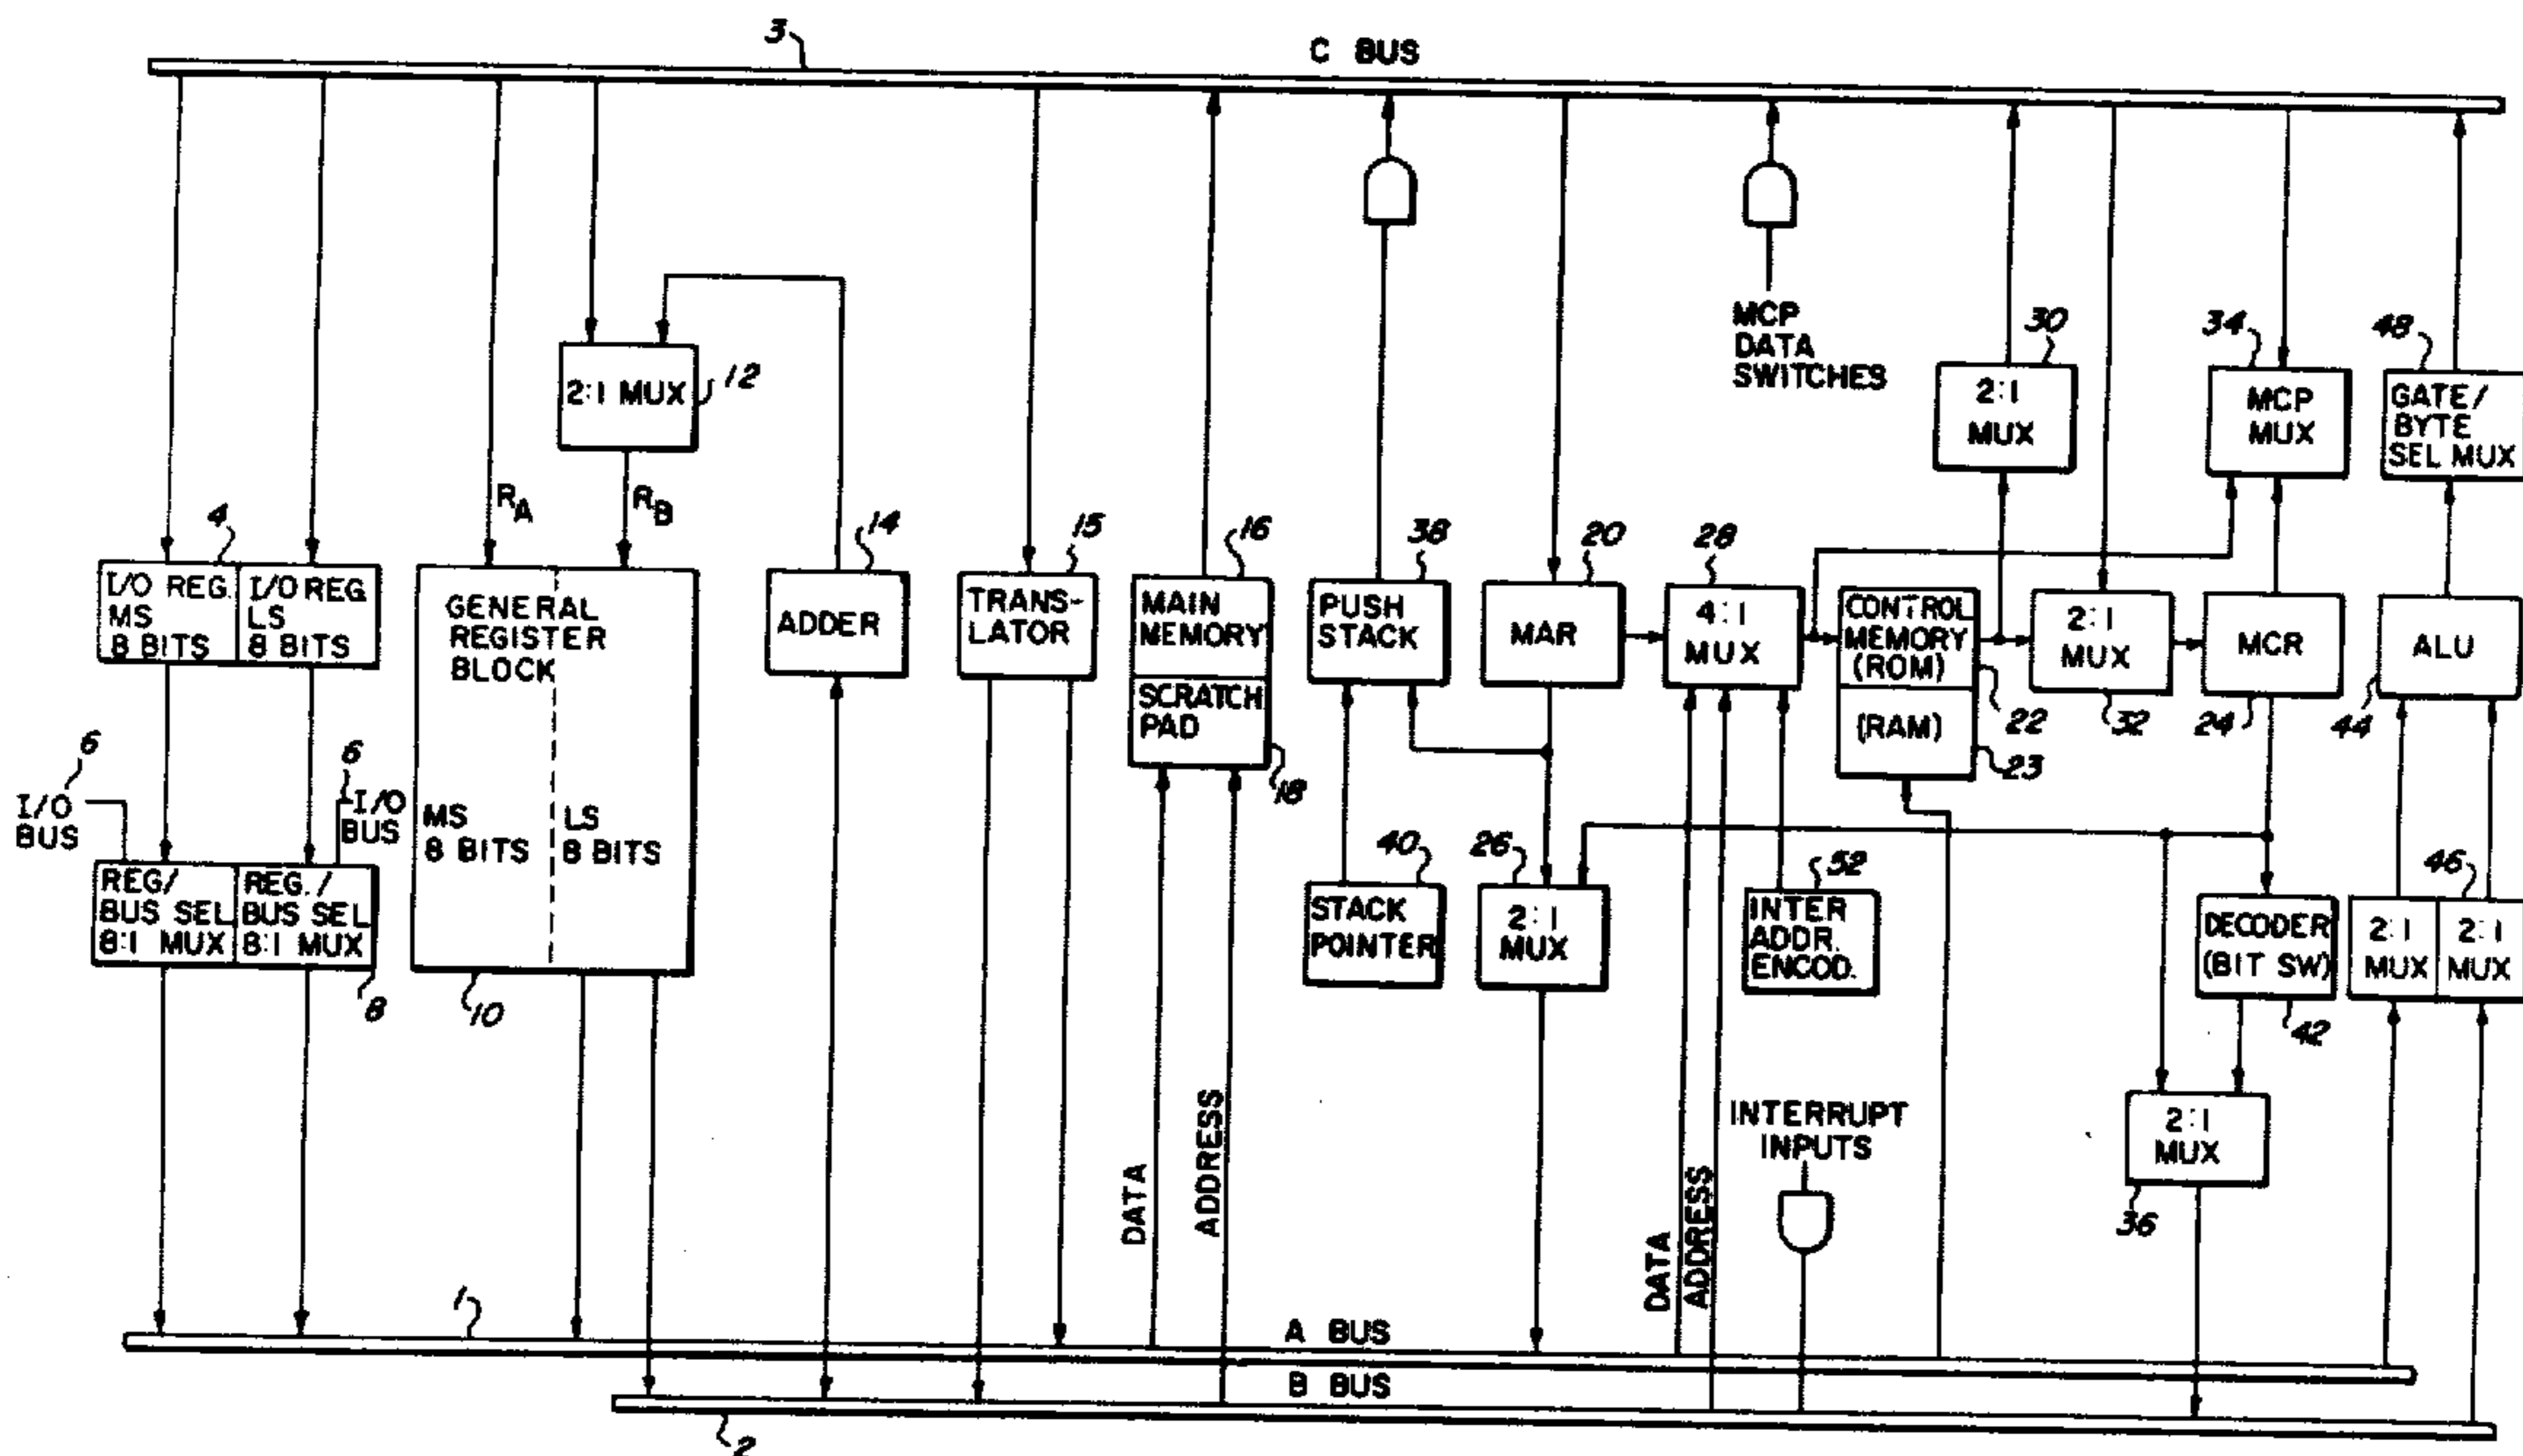 3
C BUS
MCP
DATA
SWITCHES
2:1 MUX
12
30
2:1
MUX
34
MCP
MUX
48
GATE/
BYTE
SEL MUX
RA
RB
4
I/O REG.
MS
8 BITS
I/O REG
LS
8 BITS
GENERAL
REGISTER
BLOCK
MS
8 BITS
LS
8 BITS
10
14
ADDER
15
TRANS-
LATOR
16
MAIN
MEMORY
SCRATCH
PAD
18
38
PUSH
STACK
20
MAR
28
4:1
MUX
CONTROL
MEMORY
(ROM)
22
(RAM)
23
2:1
MUX
32
MCR
24
ALU
44
6
I/O
BUS
6
I/O
BUS
REG/
BUS SEL
8:1 MUX
REG./
BUS SEL
8:1 MUX
8
40
STACK
POINTER
26
2:1
MUX
52
INTER
ADDR.
ENCOD.
DECODER
(BIT SW)
42
46
2:1
MUX
2:1
MUX
INTERRUPT
INPUTS
2:1
MUX
36
DATA
ADDRESS
DATA
ADDRESS
1
A BUS
B BUS
2